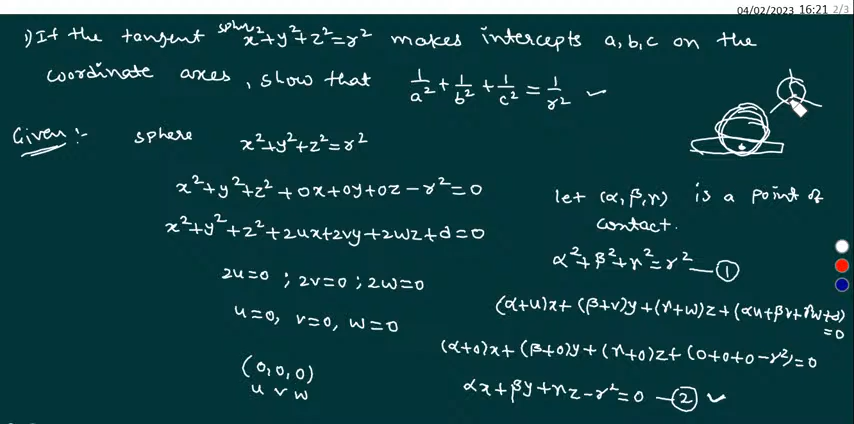 04/02/2023 16:21 2/3
1) If the tangent sphere x²+y²+z²=r² makes intercepts a,b,c on the
coordinate axes, show that 1/a² + 1/b² + 1/c² = 1/r²
Given :- sphere x²+y²+z²=r²
x²+y²+z²+0x+0y+0z-r²=0
x²+y²+z²+2ux+2vy+2wz+d=0
2u=0 ; 2v=0 ; 2w=0
u=0, v=0, w=0
(0,0,0)
u v w
let (α,β,γ) is a point of
contact.
α²+β²+γ²=r² — ①
(α+u)x+(β+v)y+(γ+w)z+(αu+βv+γw+d)
=0
(α+0)x+(β+0)y+(γ+0)z+(0+0+0-r²)=0
αx+βy+γz-r²=0 — ②